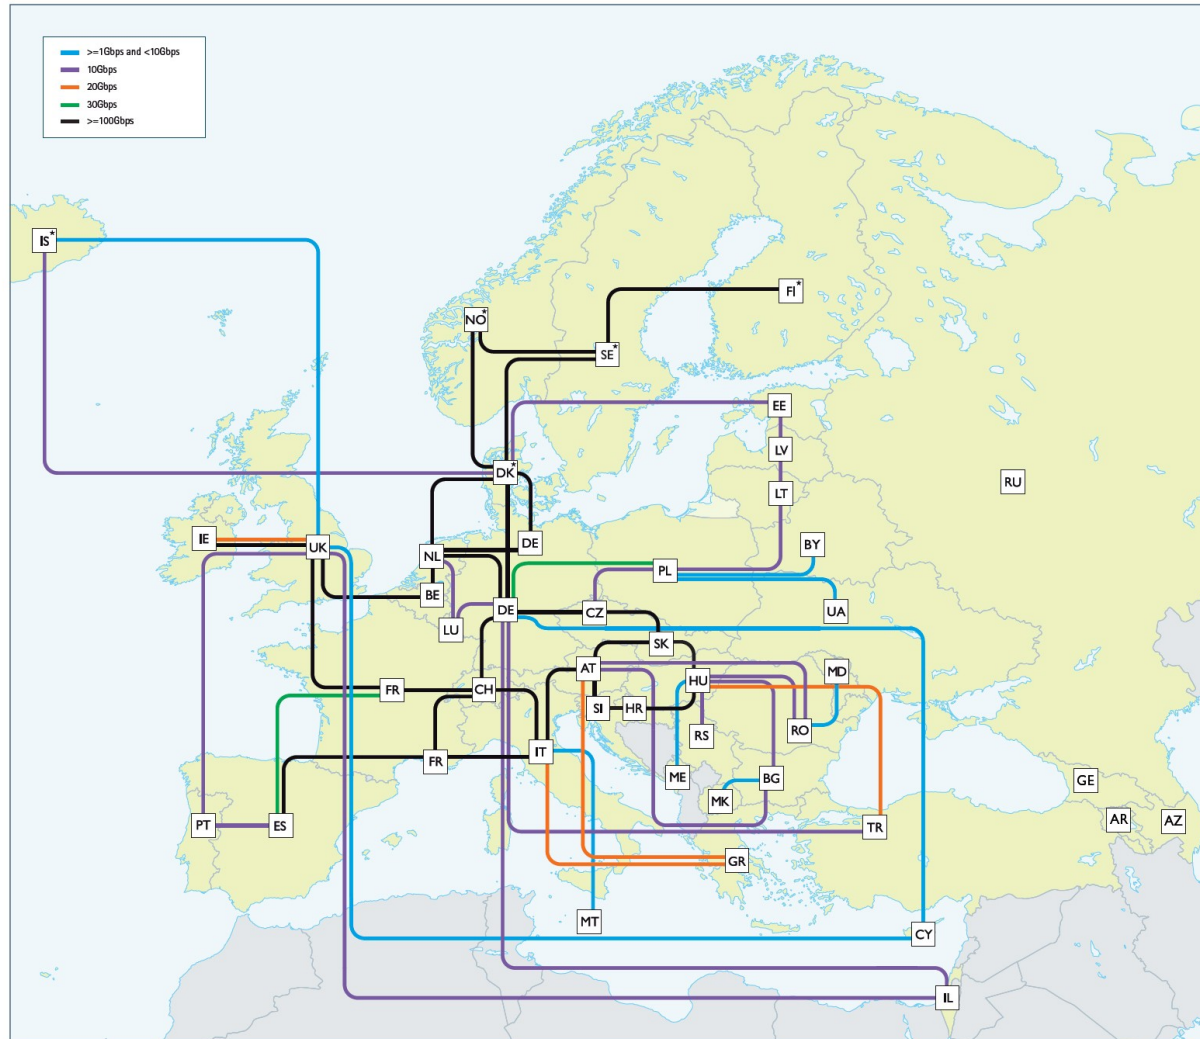 >=1Gbps and <10Gbps
10Gbps
20Gbps
30Gbps
>=100Gbps
IS*
FI*
NO*
SE*
EE
LV
DK*
RU
LT
IE
UK
NL
DE
BY
PL
BE
DE
CZ
UA
LU
SK
AT
MD
FR
CH
HU
SI
HR
RS
RO
FR
IT
ME
BG
GE
MK
PT
ES
TR
AR
AZ
GR
MT
CY
IL